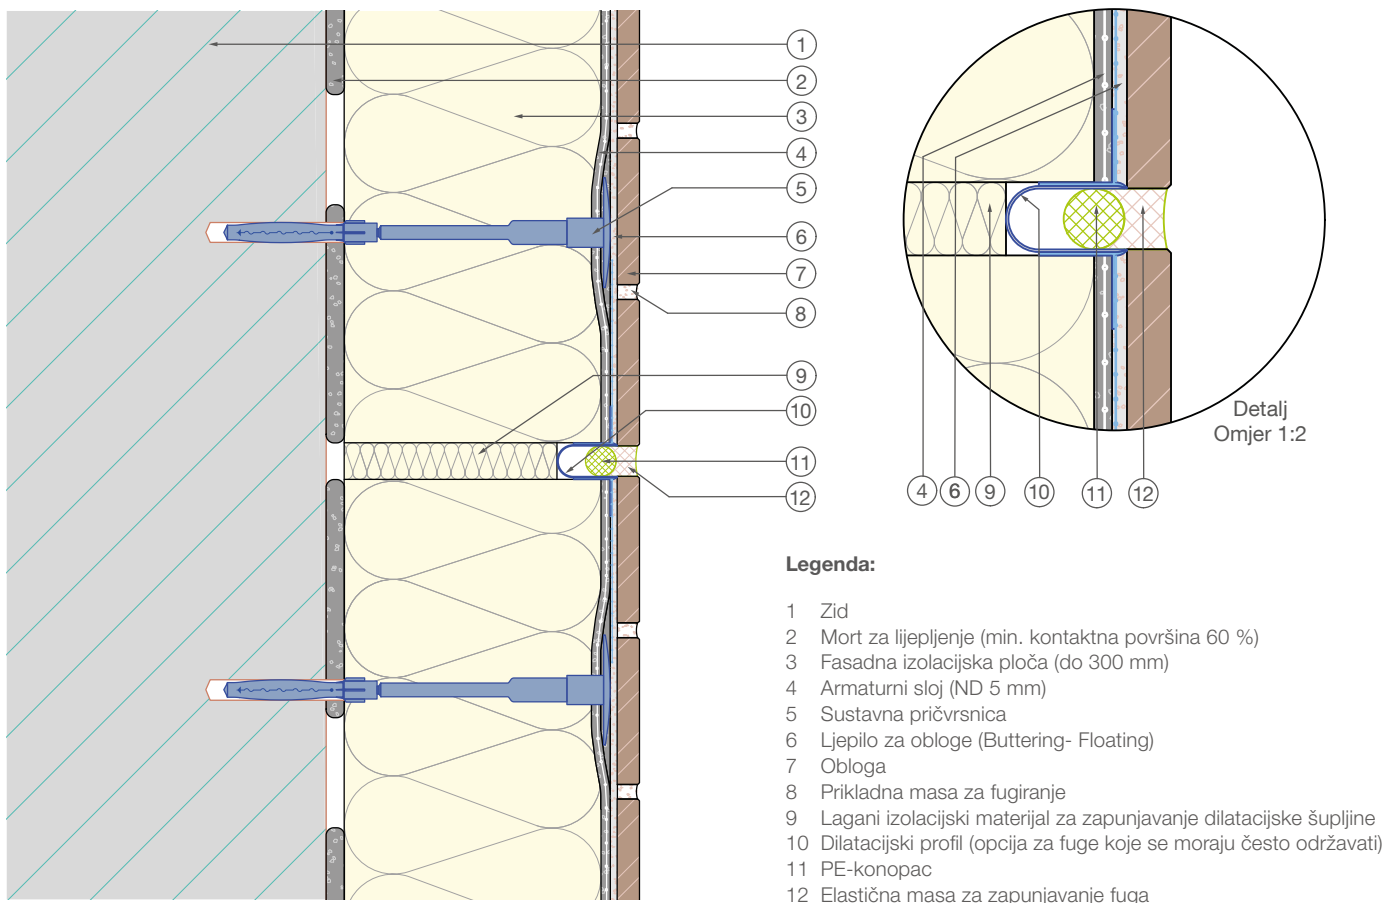 1
2
3
4
5
6
7
8
9
10
11
12
Detalj
Omjer 1:2
4 6 9 10 11 12
Legenda:
1 Zid
2 Mort za lijepljenje (min. kontaktna površina 60 %)
3 Fasadna izolacijska ploča (do 300 mm)
4 Armaturni sloj (ND 5 mm)
5 Sustavna pričvrsnica
6 Ljepilo za obloge (Buttering- Floating)
7 Obloga
8 Prikladna masa za fugiranje
9 Lagani izolacijski materijal za zapunjavanje dilatacijske šupljine
10 Dilatacijski profil (opcija za fuge koje se moraju često održavati)
11 PE-konopac
12 Elastična masa za zapunjavanje fuga